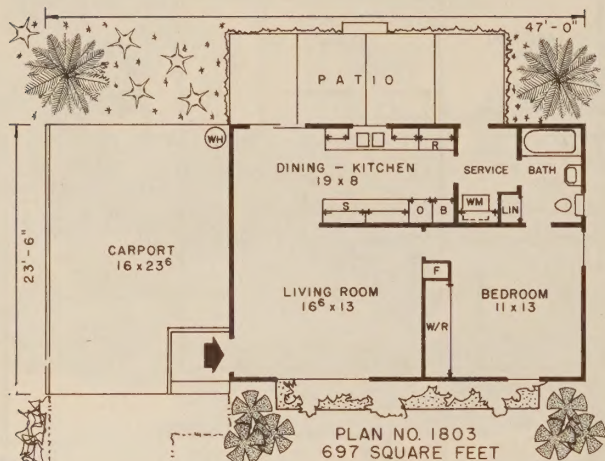 47'-0"
PATIO
WH
R
DINING – KITCHEN
19 x 8
SERVICE
BATH
WM
LIN
S
O
B
23'-6"
CARPORT
16 x 23⁶
LIVING ROOM
16⁶ x 13
F
W/R
BEDROOM
11 x 13
PLAN NO. 1803
697 SQUARE FEET